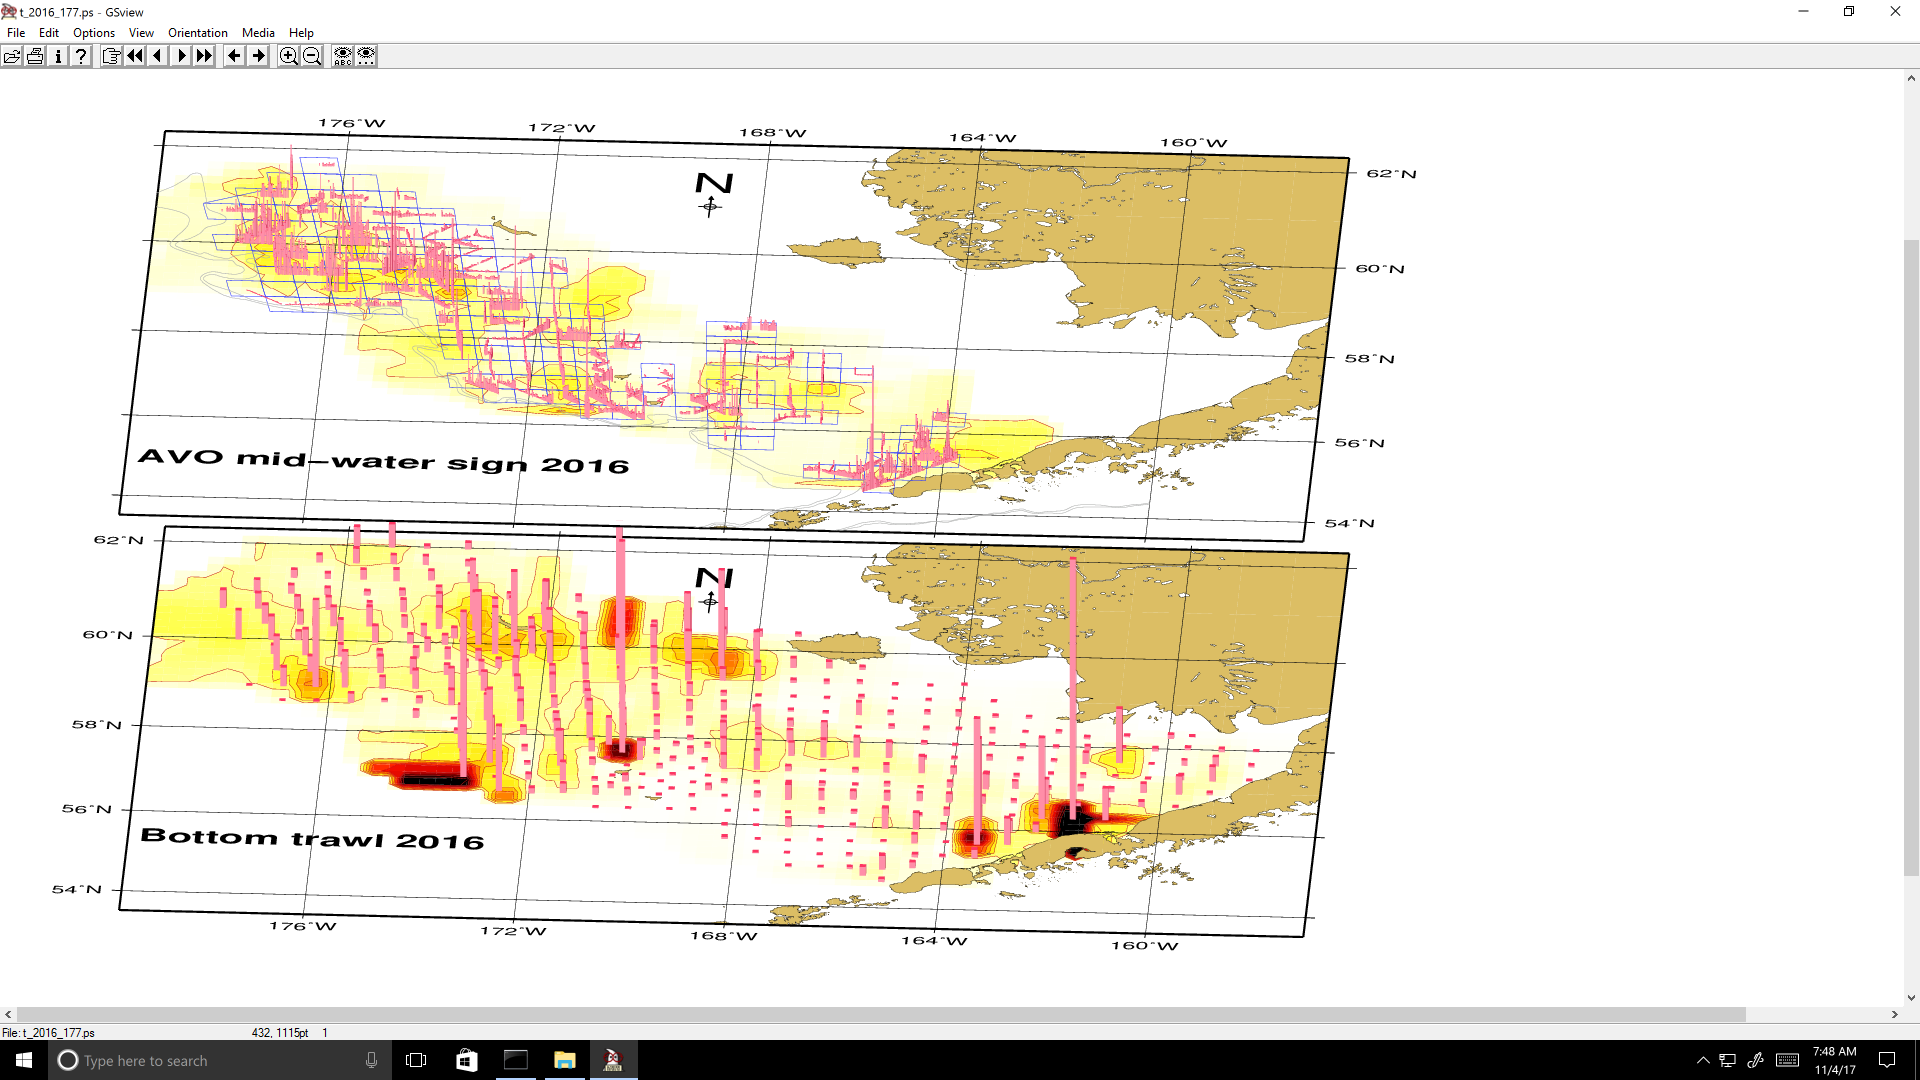 t_2016_177.ps - GSview
File Edit Options View Orientation Media Help
ABC
176°W 172°W 168°W 164°W 160°W
62°N
N
60°N
58°N
56°N
AVO mid-water sign 2016
54°N
62°N
N
60°N
58°N
56°N
Bottom trawl 2016
54°N
176°W 172°W 168°W 164°W 160°W
File: t_2016_177.ps 432, 1115pt 1
Type here to search
7:48 AM
11/4/17